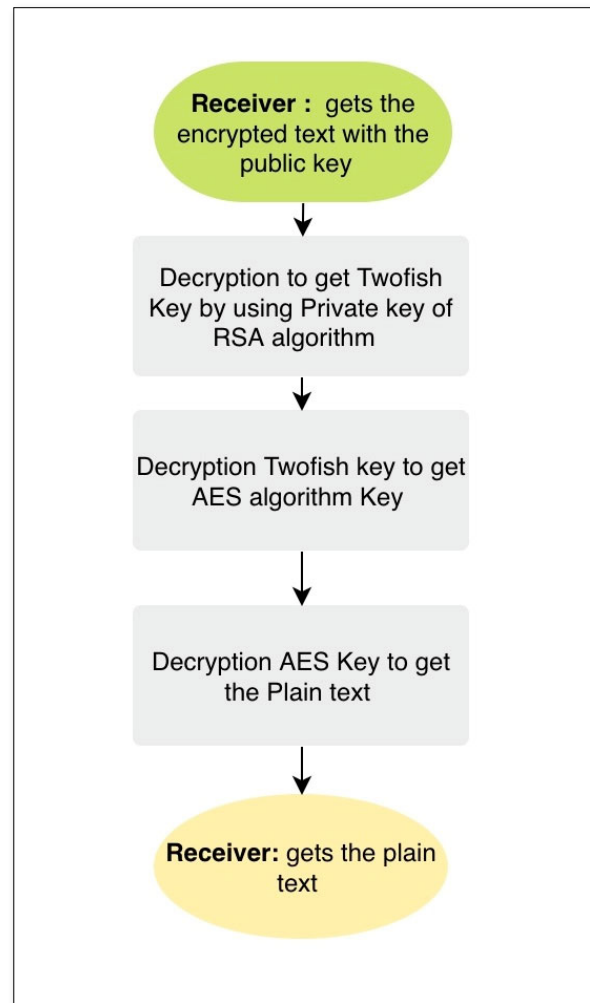 Receiver : gets the
encrypted text with the
public key
Decryption to get Twofish
Key by using Private key of
RSA algorithm
Decryption Twofish key to get
AES algorithm Key
Decryption AES Key to get
the Plain text
Receiver: gets the plain
text